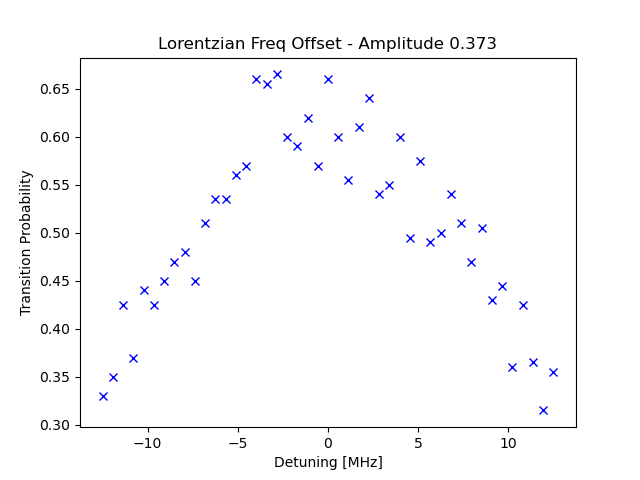 Lorentzian Freq Offset - Amplitude 0.373
Transition Probability
0.65
0.60
0.55
0.50
0.45
0.40
0.35
0.30
−10 −5 0 5 10
Detuning [MHz]